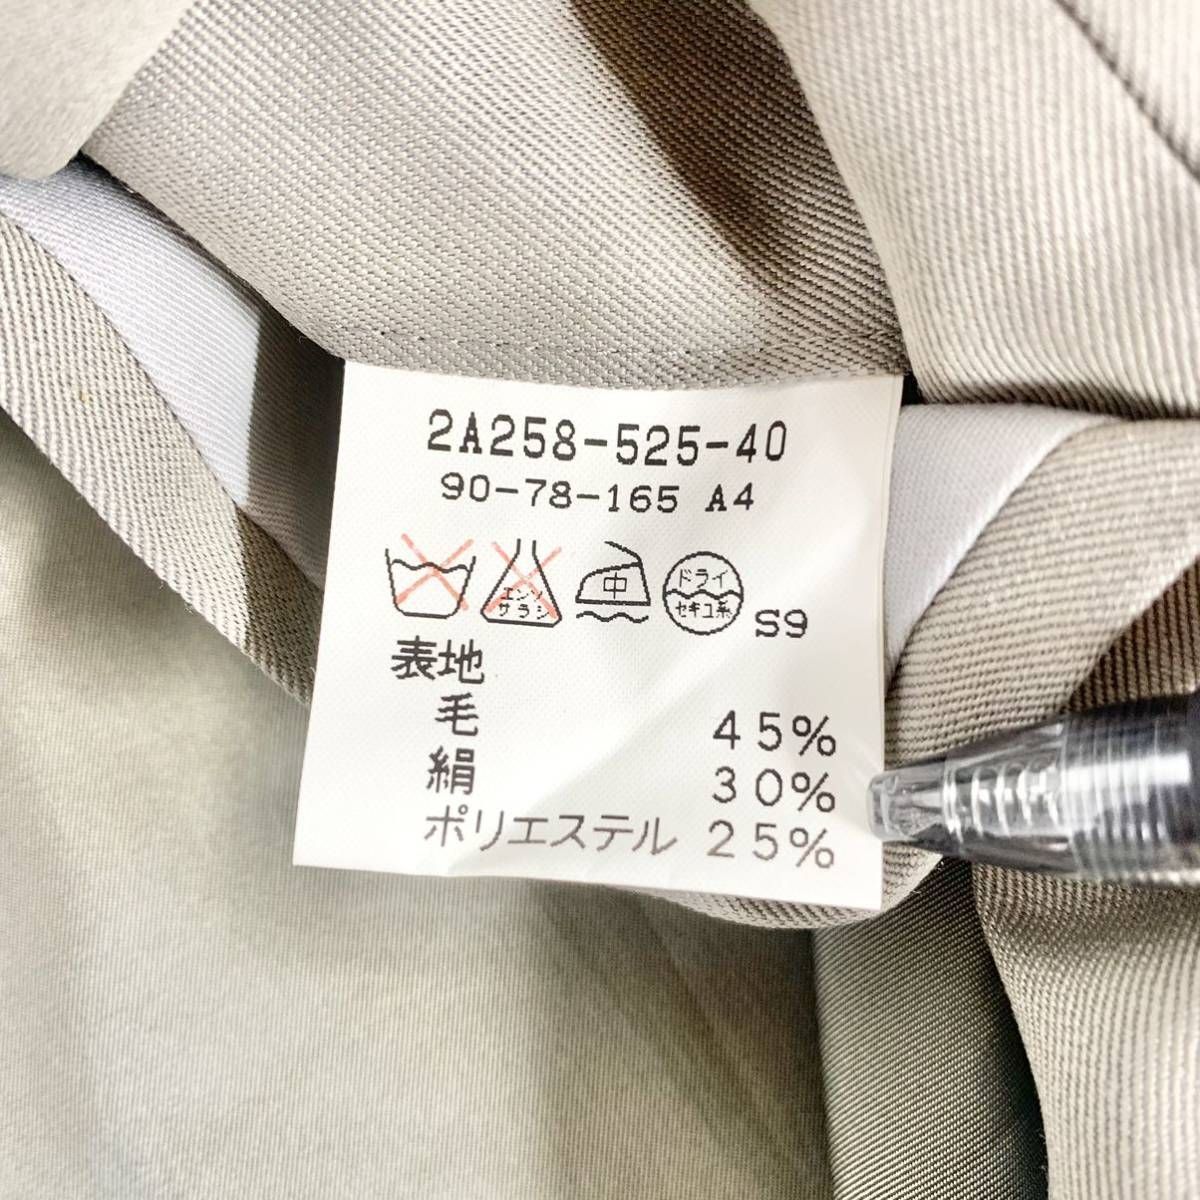 2A258-525-40
90-78-165 A4
エンソ
サラシ
中
ドライ
セキユ系
S9
表地
毛 45%
絹 30%
ポリエステル 25%